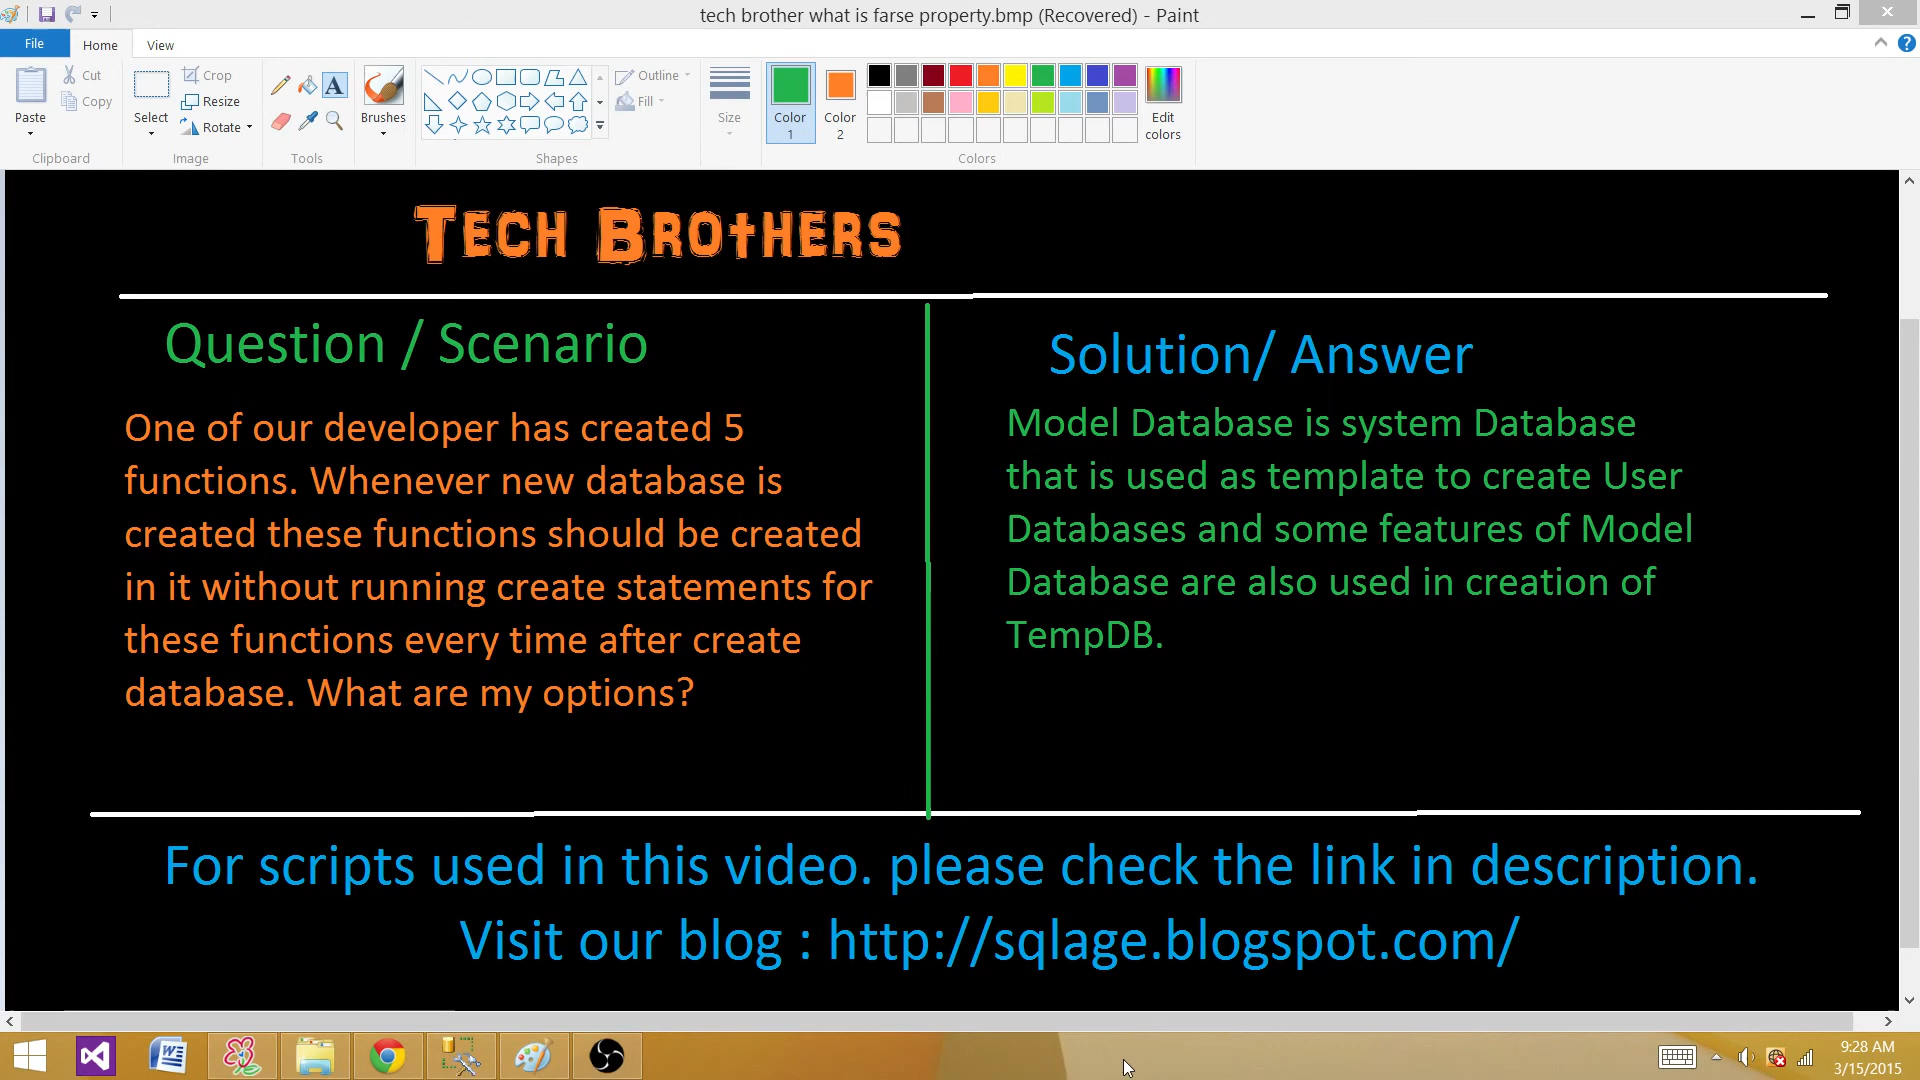 tech brother what is farse property.bmp (Recovered) - Paint
File
Home
View
Paste
Cut
Copy
Clipboard
Select
Crop
Resize
Rotate
Image
A
Tools
Brushes
Outline
Fill
Shapes
Size
Color 1
Color 2
Edit colors
Colors
Tech Brothers
Question / Scenario
One of our developer has created 5
functions. Whenever new database is
created these functions should be created
in it without running create statements for
these functions every time after create
database. What are my options?
Solution/ Answer
Model Database is system Database
that is used as template to create User
Databases and some features of Model
Database are also used in creation of
TempDB.
For scripts used in this video. please check the link in description.
Visit our blog : http://sqlage.blogspot.com/
9:28 AM
3/15/2015